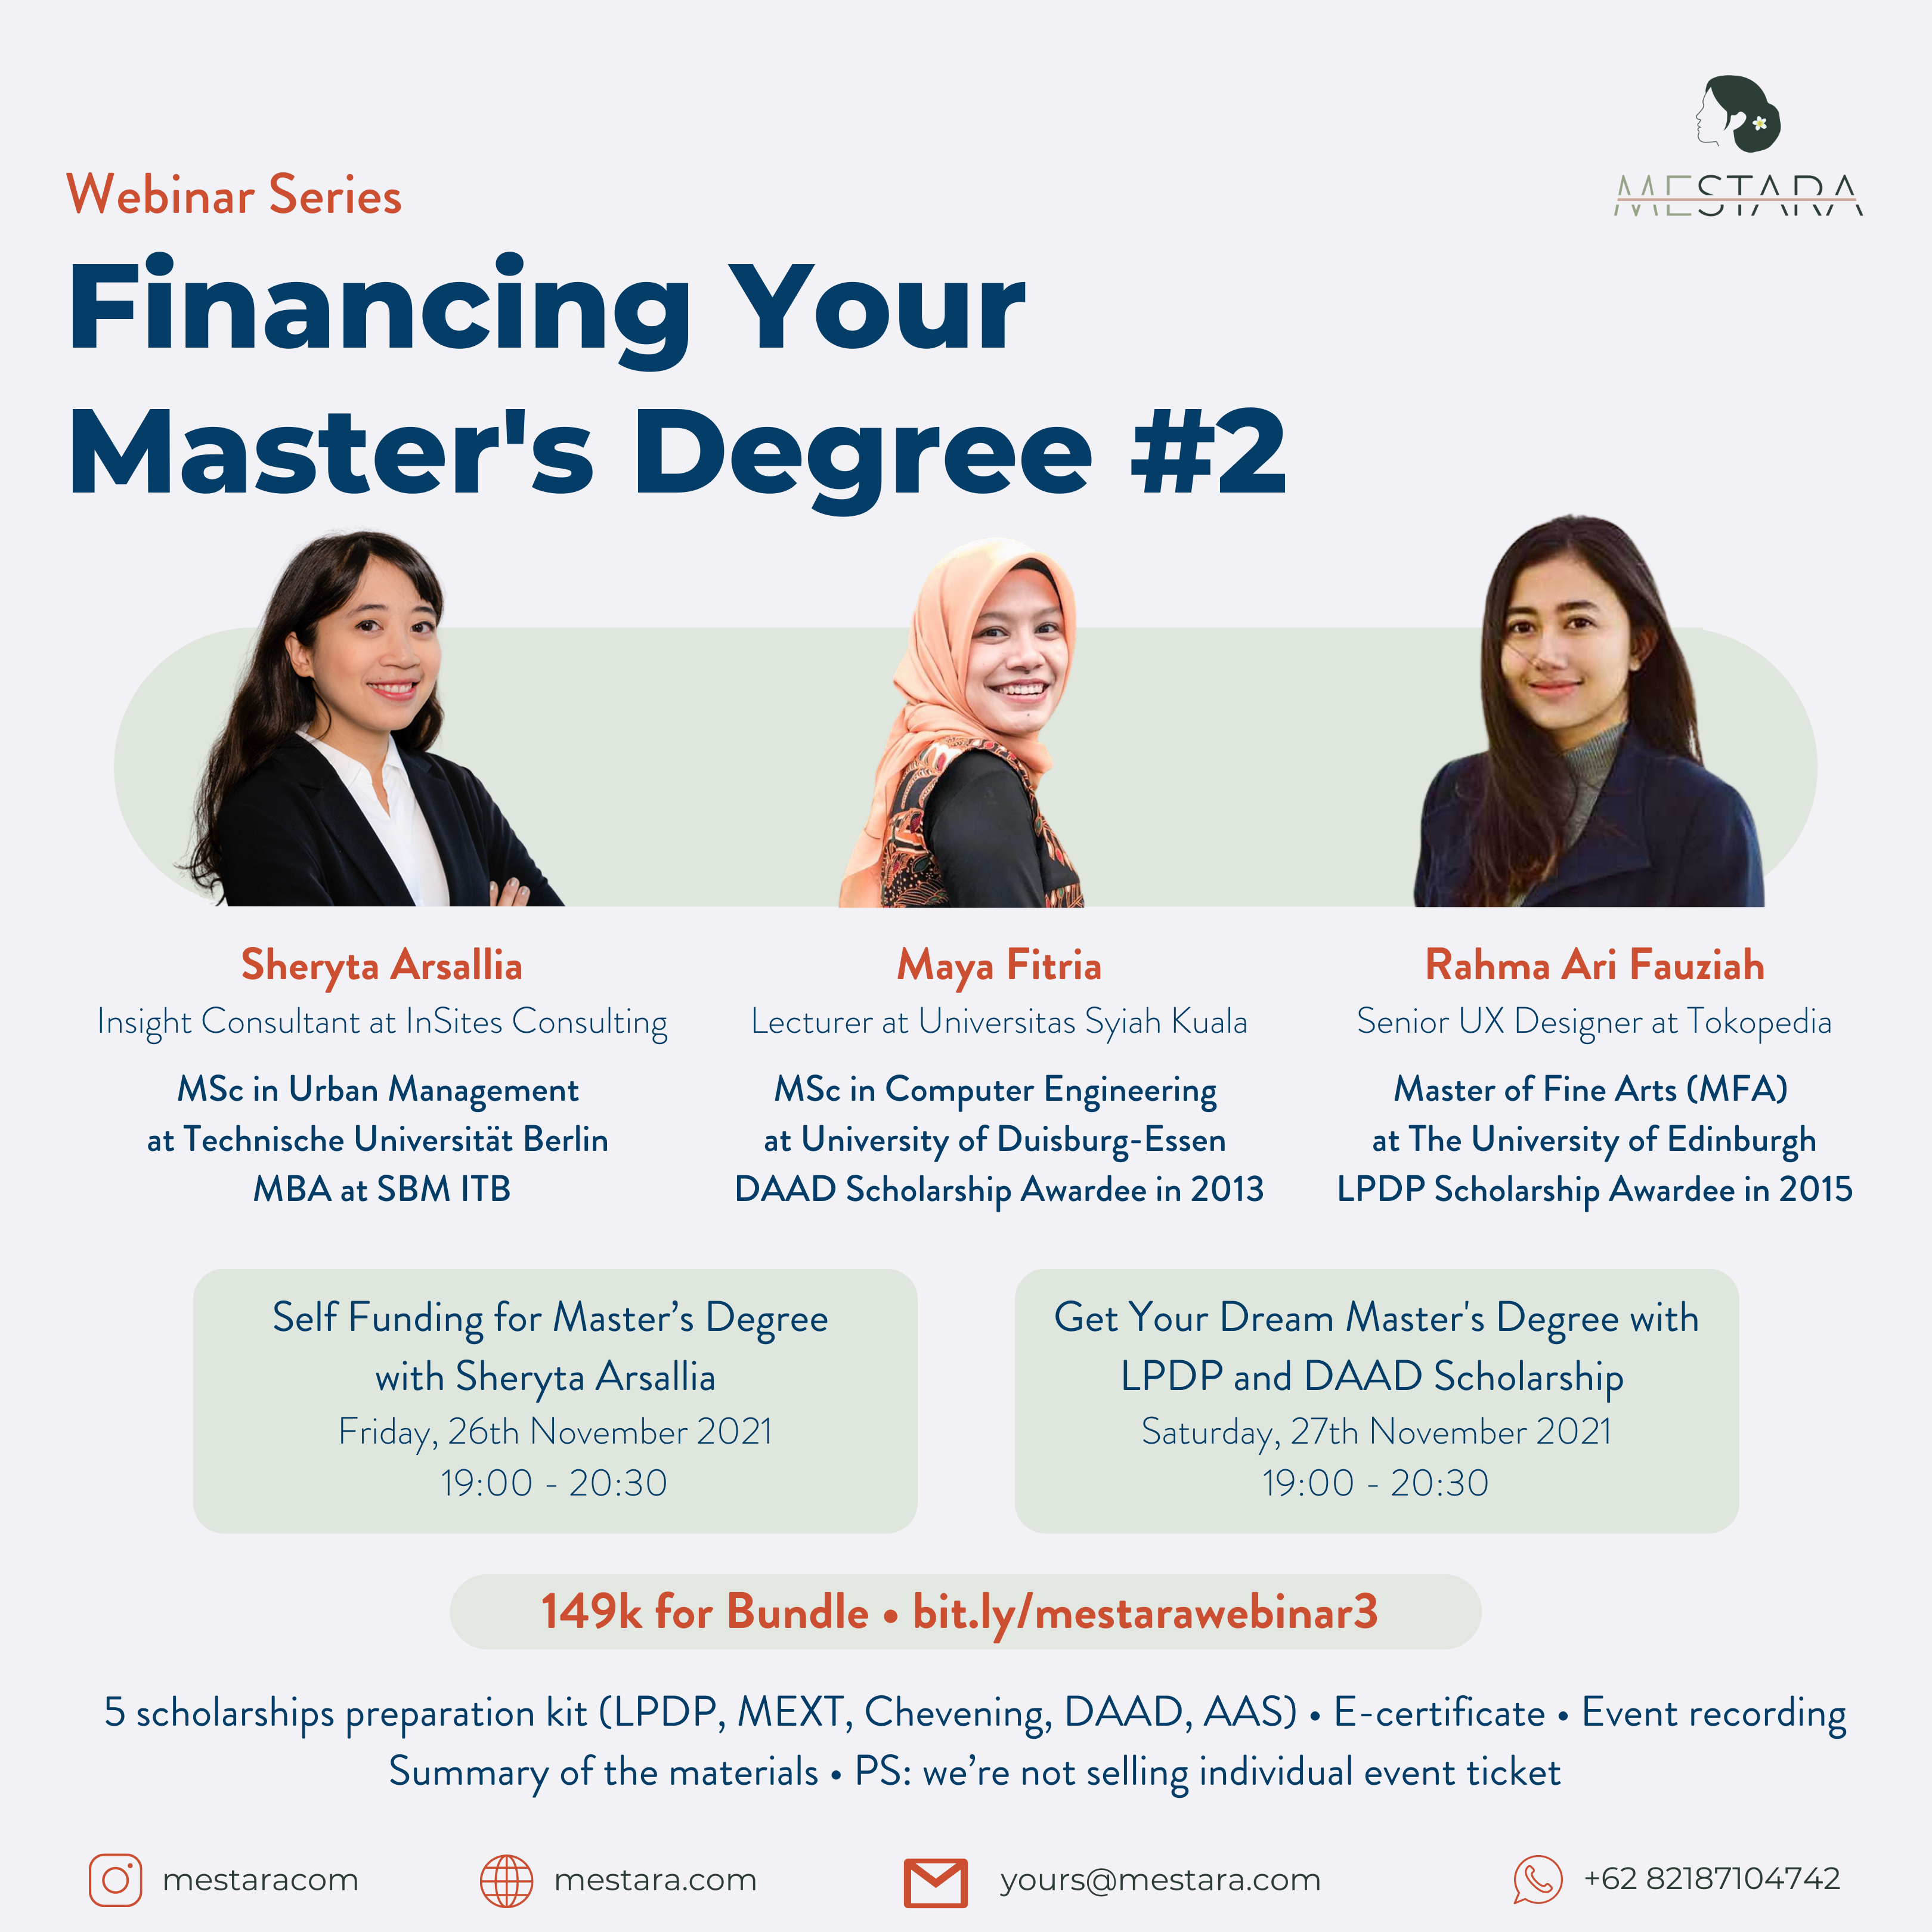 MESTARA
Webinar Series
Financing Your
Master's Degree #2
Sheryta Arsallia
Insight Consultant at InSites Consulting
MSc in Urban Management
at Technische Universität Berlin
MBA at SBM ITB
Maya Fitria
Lecturer at Universitas Syiah Kuala
MSc in Computer Engineering
at University of Duisburg-Essen
DAAD Scholarship Awardee in 2013
Rahma Ari Fauziah
Senior UX Designer at Tokopedia
Master of Fine Arts (MFA)
at The University of Edinburgh
LPDP Scholarship Awardee in 2015
Self Funding for Master’s Degree
with Sheryta Arsallia
Friday, 26th November 2021
19:00 - 20:30
Get Your Dream Master's Degree with
LPDP and DAAD Scholarship
Saturday, 27th November 2021
19:00 - 20:30
149k for Bundle • bit.ly/mestarawebinar3
5 scholarships preparation kit (LPDP, MEXT, Chevening, DAAD, AAS) • E-certificate • Event recording
Summary of the materials • PS: we’re not selling individual event ticket
mestaracom
mestara.com
yours@mestara.com
+62 82187104742